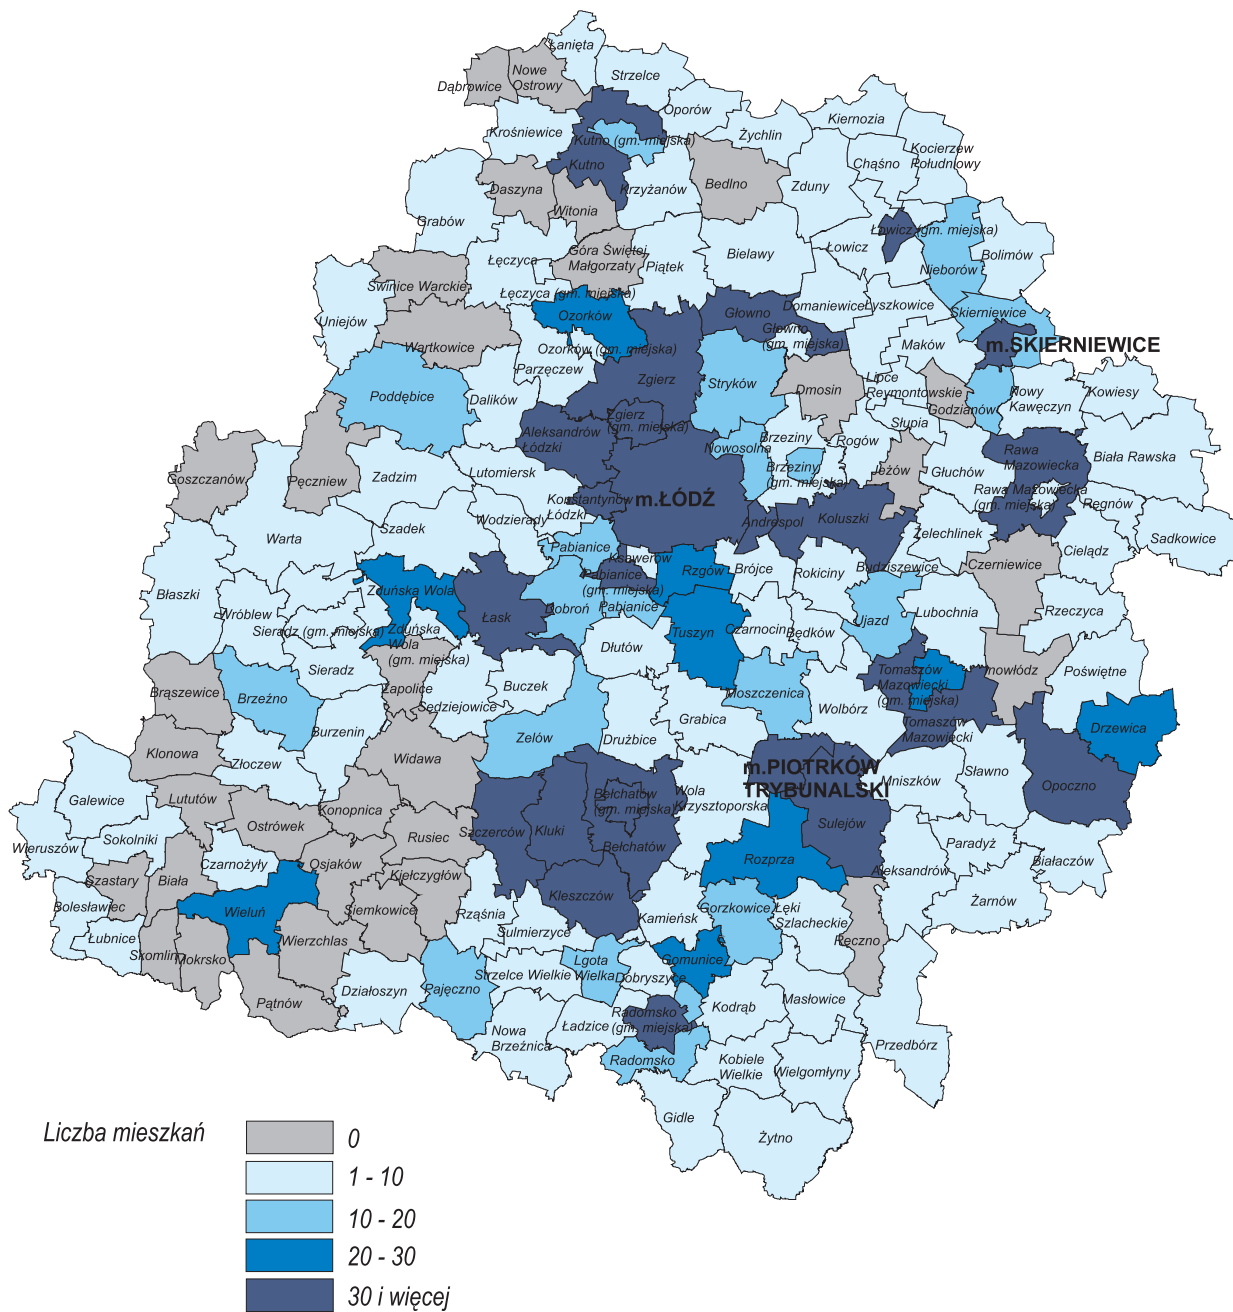 Łanięta
Nowe
Ostrowy
Dąbrowice
Strzelce
Oporów
Krośniewice
Kutno (gm. miejska)
Kutno
Żychlin
Kiernozia
Kocierzew
Południowy
Chąśno
Daszyna
Witonia
Krzyżanów
Bedlno
Zduny
Grabów
Łowicz (gm. miejska)
Łowicz
Nieborów
Bolimów
Łęczyca
Góra Świętej
Małgorzaty
Piątek
Bielawy
Świnice Warckie
Łęczyca (gm. miejska)
Uniejów
Ozorków
Głowno
Domaniewice
Łyszkowice
Skierniewice
Wartkowice
Ozorków (gm. miejska)
Głowno
(gm. miejska)
Maków
m.SKIERNIEWICE
Parzęczew
Zgierz
Stryków
Dmosin
Lipce
Reymontowskie
Godzianów
Nowy
Kawęczyn
Kowiesy
Poddębice
Dalików
Zgierz
(gm. miejska)
Aleksandrów
Łódzki
Nowosolna
Brzeziny
Rogów
Słupia
Rawa
Mazowiecka
Biała Rawska
Goszczanów
Pęczniew
Zadzim
Lutomiersk
Brzeziny
(gm. miejska)
Jeżów
Głuchów
Rawa Mazowiecka
(gm. miejska)
Regnów
Konstantynów
Łódzki
m.ŁÓDŹ
Wodzierady
Szadek
Warta
Andrespol
Koluszki
Żelechlinek
Cielądz
Sadkowice
Pabianice
Ksawerów
Pabianice
(gm. miejska)
Rzgów
Brójce
Rokiciny
Budziszewice
Czerniewice
Błaszki
Wróblew
Zduńska Wola
Łask
Dobroń
Pabianice
Lubochnia
Rzeczyca
Sieradz (gm. miejska)
Zduńska
Wola
(gm. miejska)
Tuszyn
Czarnocin
Będków
Ujazd
Sieradz
Dłutów
Tomaszów
Mazowiecki
(gm. miejska)
Inowłódz
Poświętne
Brąszewice
Brzeźno
Zapolice
Sędziejowice
Buczek
Moszczenica
Wolbórz
Burzenin
Grabica
Tomaszów
Mazowiecki
Drzewica
Klonowa
Złoczew
Widawa
Zelów
Drużbice
m.PIOTRKÓW
TRYBUNALSKI
Mniszków
Sławno
Opoczno
Galewice
Lututów
Konopnica
Bełchatów
(gm. miejska)
Wola
Krzysztoporska
Sokolniki
Ostrówek
Rusiec
Szczerców
Kluki
Bełchatów
Sulejów
Paradyż
Wieruszów
Czarnożyły
Osjaków
Kiełczygłów
Rozprza
Aleksandrów
Białaczów
Szastary
Biała
Kleszczów
Bolesławiec
Wieluń
Siemkowice
Rząśnia
Kamieńsk
Gorzkowice
Łęki
Szlacheckie
Żarnów
Łubnice
Wierzchlas
Sulmierzyce
Ręczno
Skomlin
Mokrsko
Lgota
Wielka
Gomunice
Strzelce Wielkie
Dobryszyce
Pątnów
Działoszyn
Pajęczno
Masłowice
Radomsko
(gm. miejska)
Kodrąb
Ładzice
Nowa
Brzeźnica
Radomsko
Kobiele
Wielkie
Wielgomłyny
Przedbórz
Gidle
Żytno
Liczba mieszkań
0
1 - 10
10 - 20
20 - 30
30 i więcej